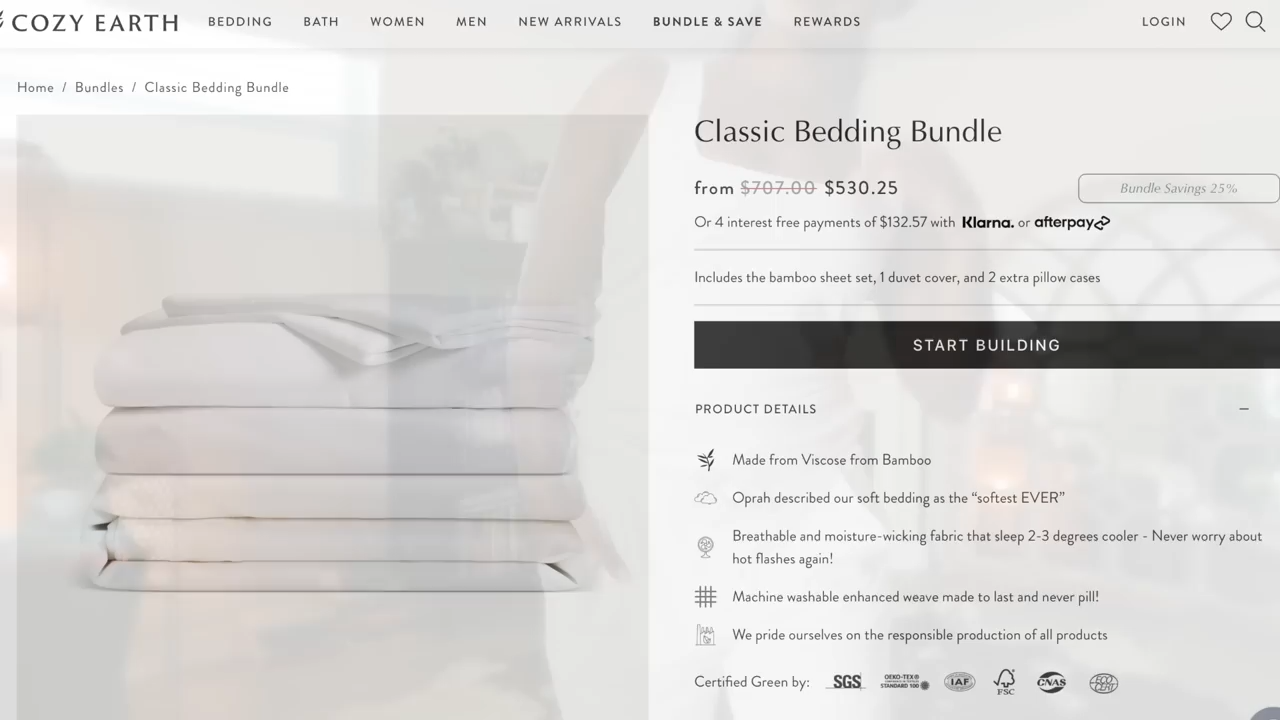 COZY EARTH
BEDDING BATH WOMEN MEN NEW ARRIVALS BUNDLE & SAVE REWARDS LOGIN
Home / Bundles / Classic Bedding Bundle
Classic Bedding Bundle
from $707.00 $530.25
Bundle Savings 25%
Or 4 interest free payments of $132.57 with Klarna. or afterpay
Includes the bamboo sheet set, 1 duvet cover, and 2 extra pillow cases
START BUILDING
PRODUCT DETAILS
Made from Viscose from Bamboo
Oprah described our soft bedding as the “softest EVER”
Breathable and moisture-wicking fabric that sleep 2-3 degrees cooler - Never worry about
hot flashes again!
Machine washable enhanced weave made to last and never pill!
We pride ourselves on the responsible production of all products
Certified Green by: SGS OEKO-TEX® STANDARD 100 IAF FSC CNAS ECO CERT